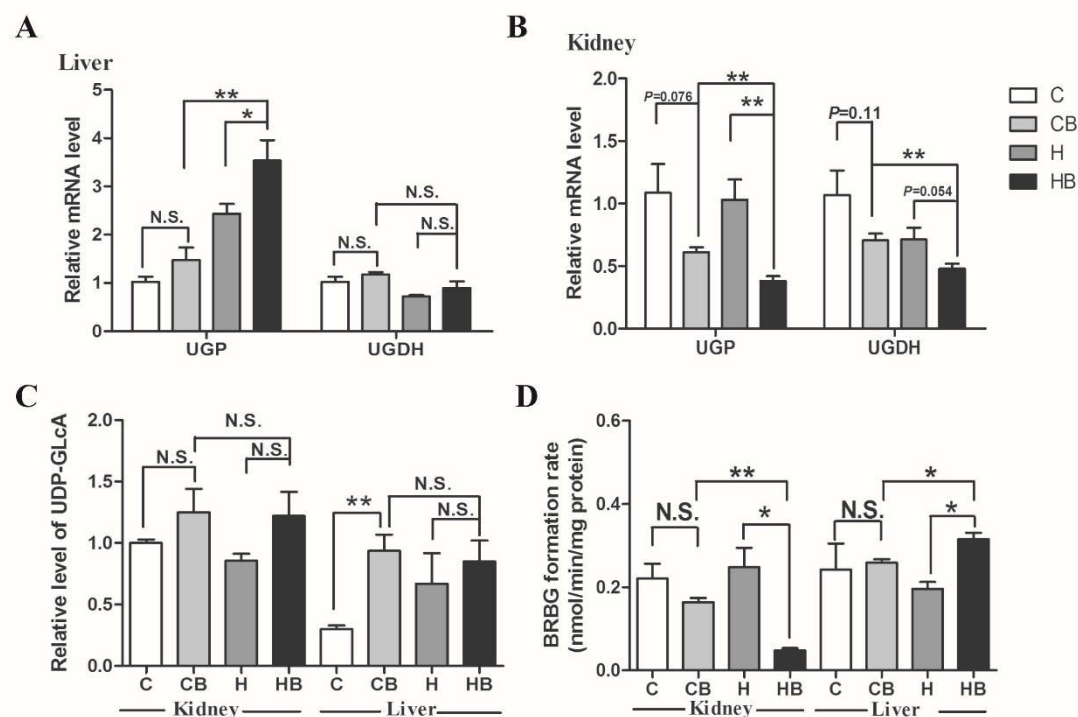 A
Liver
Relative mRNA level
5
4
3
2
1
0
**
*
N.S.
N.S.
N.S.
N.S.
UGP
UGDH
B
Kidney
Relative mRNA level
2.0
1.5
1.0
0.5
0.0
P=0.076
**
**
P=0.11
**
P=0.054
UGP
UGDH
C
CB
H
HB
C
Relative level of UDP-GLcA
2.0
1.5
1.0
0.5
0.0
N.S.
N.S.
N.S.
**
N.S.
N.S.
C CB H HB C CB H HB
Kidney Liver
D
BRBG formation rate
(nmol/min/mg protein)
0.6
0.4
0.2
0.0
N.S.
**
*
N.S.
*
*
C CB H HB C CB H HB
Kidney Liver